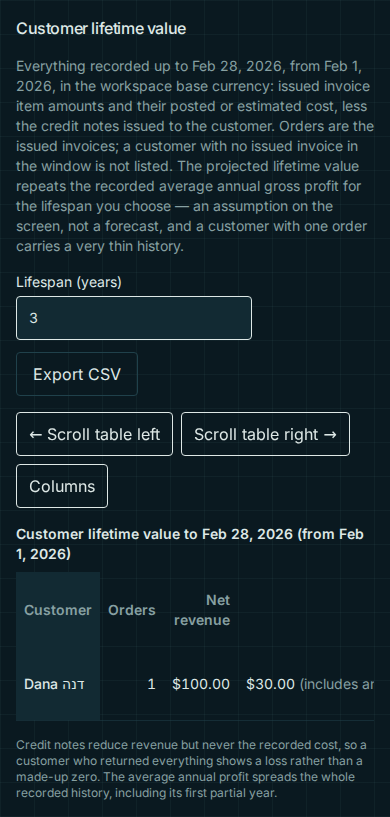 Customer lifetime value
Everything recorded up to Feb 28, 2026, from Feb 1,
2026, in the workspace base currency: issued invoice
item amounts and their posted or estimated cost, less
the credit notes issued to the customer. Orders are the
issued invoices; a customer with no issued invoice in
the window is not listed. The projected lifetime value
repeats the recorded average annual gross profit for
the lifespan you choose — an assumption on the
screen, not a forecast, and a customer with one order
carries a very thin history.
Lifespan (years)
3
Export CSV
← Scroll table left
Scroll table right →
Columns
Customer lifetime value to Feb 28, 2026 (from Feb
1, 2026)
Customer Orders Net
revenue
Dana דנה 1 $100.00 $30.00 (includes
Credit notes reduce revenue but never the recorded cost, so a
customer who returned everything shows a loss rather than a
made-up zero. The average annual profit spreads the whole
recorded history, including its first partial year.